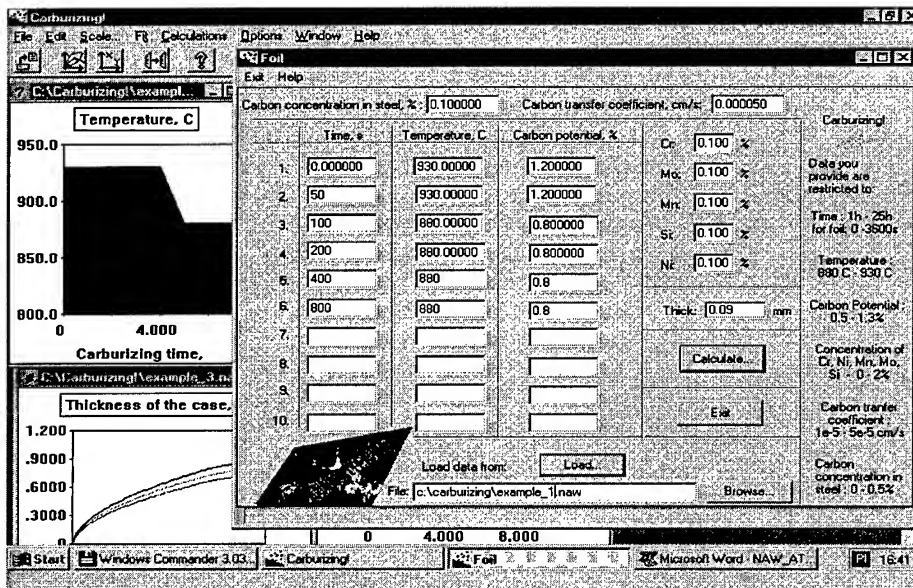 Carburizing!
File Edit Scale... Fit Calculations Options Window Help
C:\Carburizing!\exampl...
Temperature, C
950.0
900.0
850.0
800.0
0 4.000
Carburizing time,
C:\Carburizing!\example_3.na
Thickness of the case,
1.200
.9000
.6000
.3000
0
0 4.000 8.000
Foil
Exit Help
Carbon concentration in steel, %: 0.100000 Carbon transfer coefficient, cm/s: 0.000050
Time, s Temperature, C Carbon potential, %
1. 0.000000 930.00000 1.200000
2. 50 930.00000 1.200000
3. 100 880.00000 0.800000
4. 200 880.00000 0.800000
5. 400 880 0.8
6. 800 880 0.8
7.
8.
9.
10.
Cr: 0.100 %
Mo: 0.100 %
Mn: 0.100 %
Si: 0.100 %
Ni: 0.100 %
Thick: 0.09 mm
Calculate...
Exit
Load data from: Load...
File: c:\carburizing\example_1.naw Browse...
Carburizing!
Data you
provide are
restricted to:
Time : 1h - 25h
for foil: 0 -3600s
Temperature :
880 C - 930 C
Carbon Potential :
0.5 - 1.3%
Concentration of
Cr, Ni, Mn, Mo,
Si - 0 - 2%
Carbon tranfer
coefficient :
1e-5 - 5e-5 cm/s
Carbon
concentration in
steel : 0 - 0.5%
Start Windows Commander 3.03... Carburizing! Foil Microsoft Word - NAW_AT... Pl 16:41